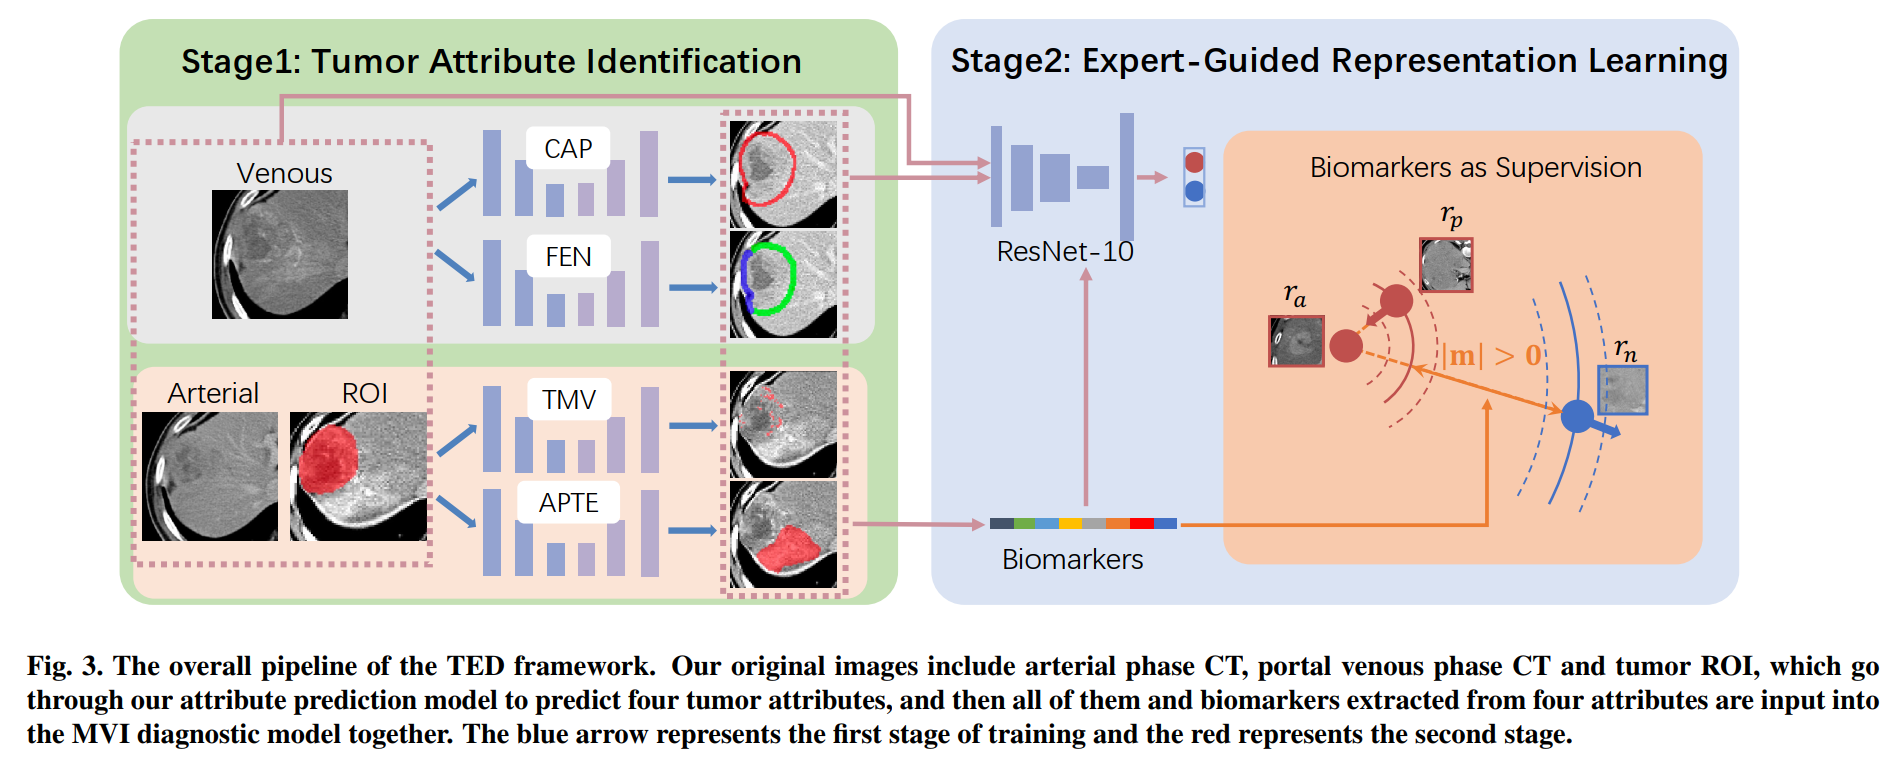 Stage1: Tumor Attribute Identification
Venous
CAP
FEN
Arterial
ROI
TMV
APTE
Stage2: Expert-Guided Representation Learning
ResNet-10
Biomarkers
Biomarkers as Supervision
r_p
r_a
|m| > 0
r_n
Fig. 3. The overall pipeline of the TED framework. Our original images include arterial phase CT, portal venous phase CT and tumor ROI, which go
through our attribute prediction model to predict four tumor attributes, and then all of them and biomarkers extracted from four attributes are input into
the MVI diagnostic model together. The blue arrow represents the first stage of training and the red represents the second stage.